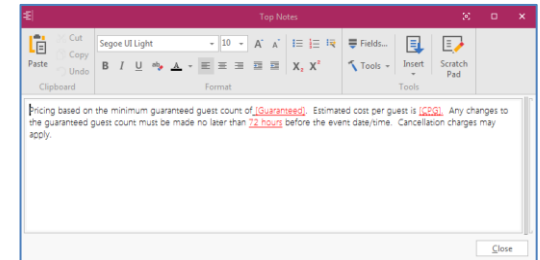 Top Notes
Cut
Copy
Undo
Paste
Clipboard
Segoe UI Light
10
A A
B I U A
X₂ X²
Format
Fields...
Tools
Insert
Scratch Pad
Tools
Pricing based on the minimum guaranteed guest count of [Guaranteed]. Estimated cost per guest is [CPG]. Any changes to
the guaranteed guest count must be made no later than 72 hours before the event date/time. Cancellation charges may
apply.
Close